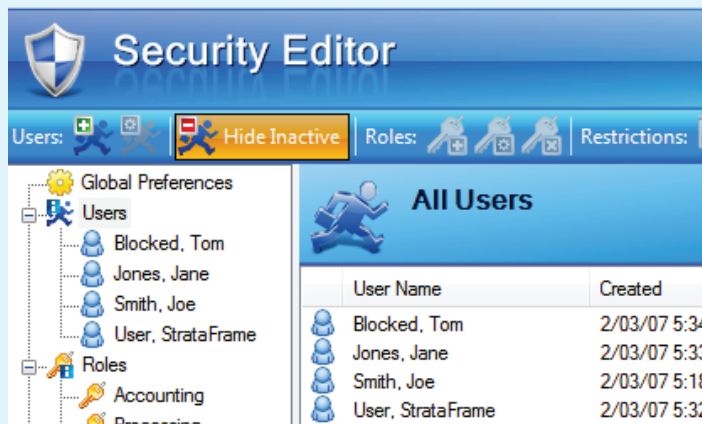 Security Editor
Users: Hide Inactive Roles: Restrictions:
Global Preferences
Users
Blocked, Tom
Jones, Jane
Smith, Joe
User, StrataFrame
Roles
Accounting
Processing
All Users
User Name Created
Blocked, Tom 2/03/07 5:34
Jones, Jane 2/03/07 5:33
Smith, Joe 2/03/07 5:18
User, StrataFrame 2/03/07 5:32